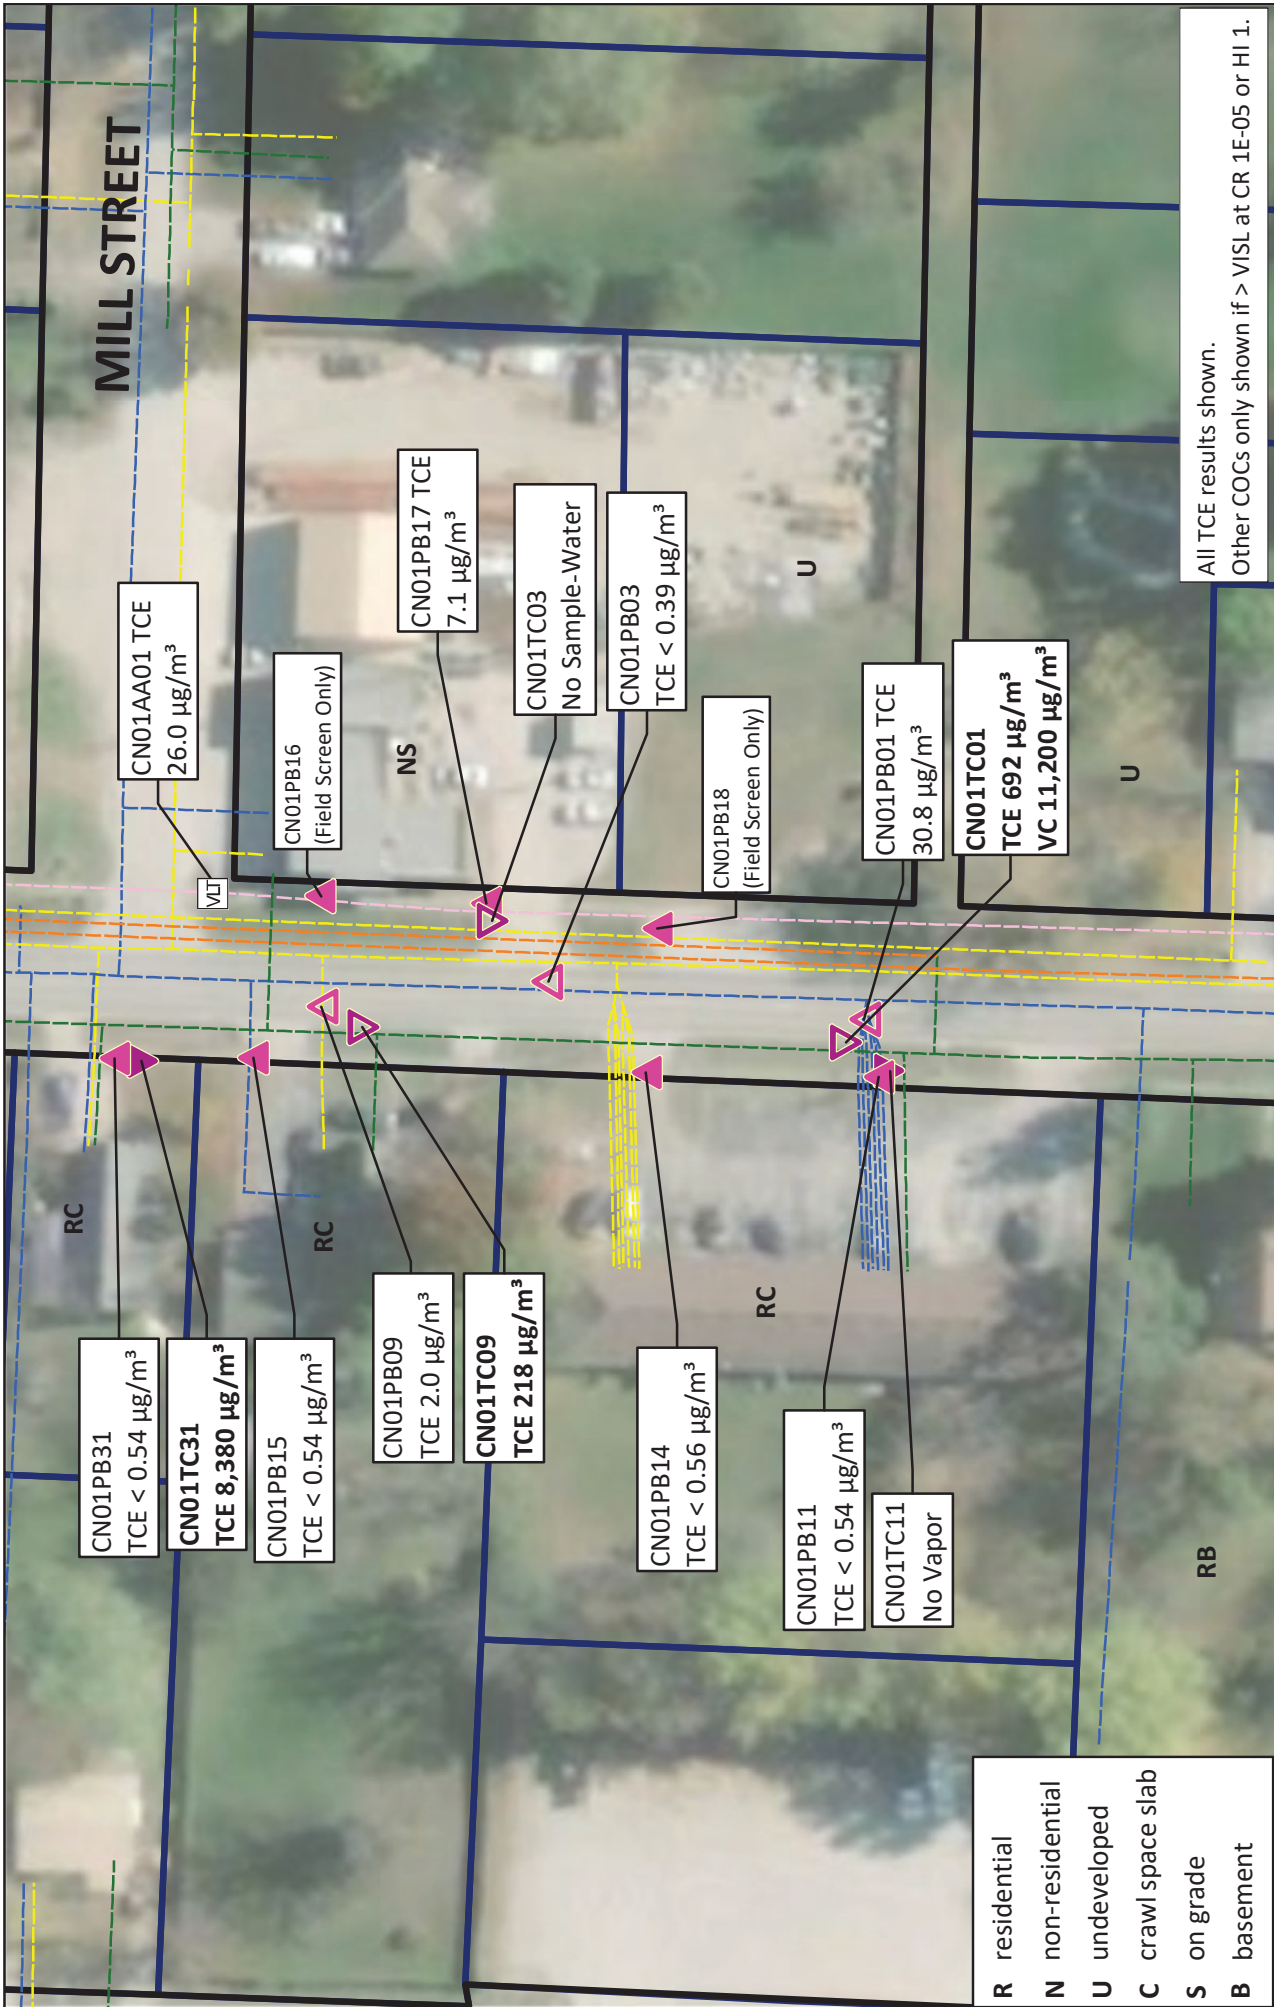 MILL STREET
CN01AA01 TCE
26.0 µg/m³
VLT
CN01PB16
(Field Screen Only)
NS
CN01PB17 TCE
7.1 µg/m³
CN01TC03
No Sample-Water
CN01PB03
TCE < 0.39 µg/m³
CN01PB18
(Field Screen Only)
U
CN01PB01 TCE
30.8 µg/m³
CN01TC01
TCE 692 µg/m³
VC 11,200 µg/m³
U
All TCE results shown.
Other COCs only shown if > VISL at CR 1E-05 or HI 1.
RC
CN01PB31
TCE < 0.54 µg/m³
CN01TC31
TCE 8,380 µg/m³
CN01PB15
TCE < 0.54 µg/m³
RC
CN01PB09
TCE 2.0 µg/m³
CN01TC09
TCE 218 µg/m³
CN01PB14
TCE < 0.56 µg/m³
RC
CN01PB11
TCE < 0.54 µg/m³
CN01TC11
No Vapor
RB
R residential
N non-residential
U undeveloped
C crawl space slab
S on grade
B basement